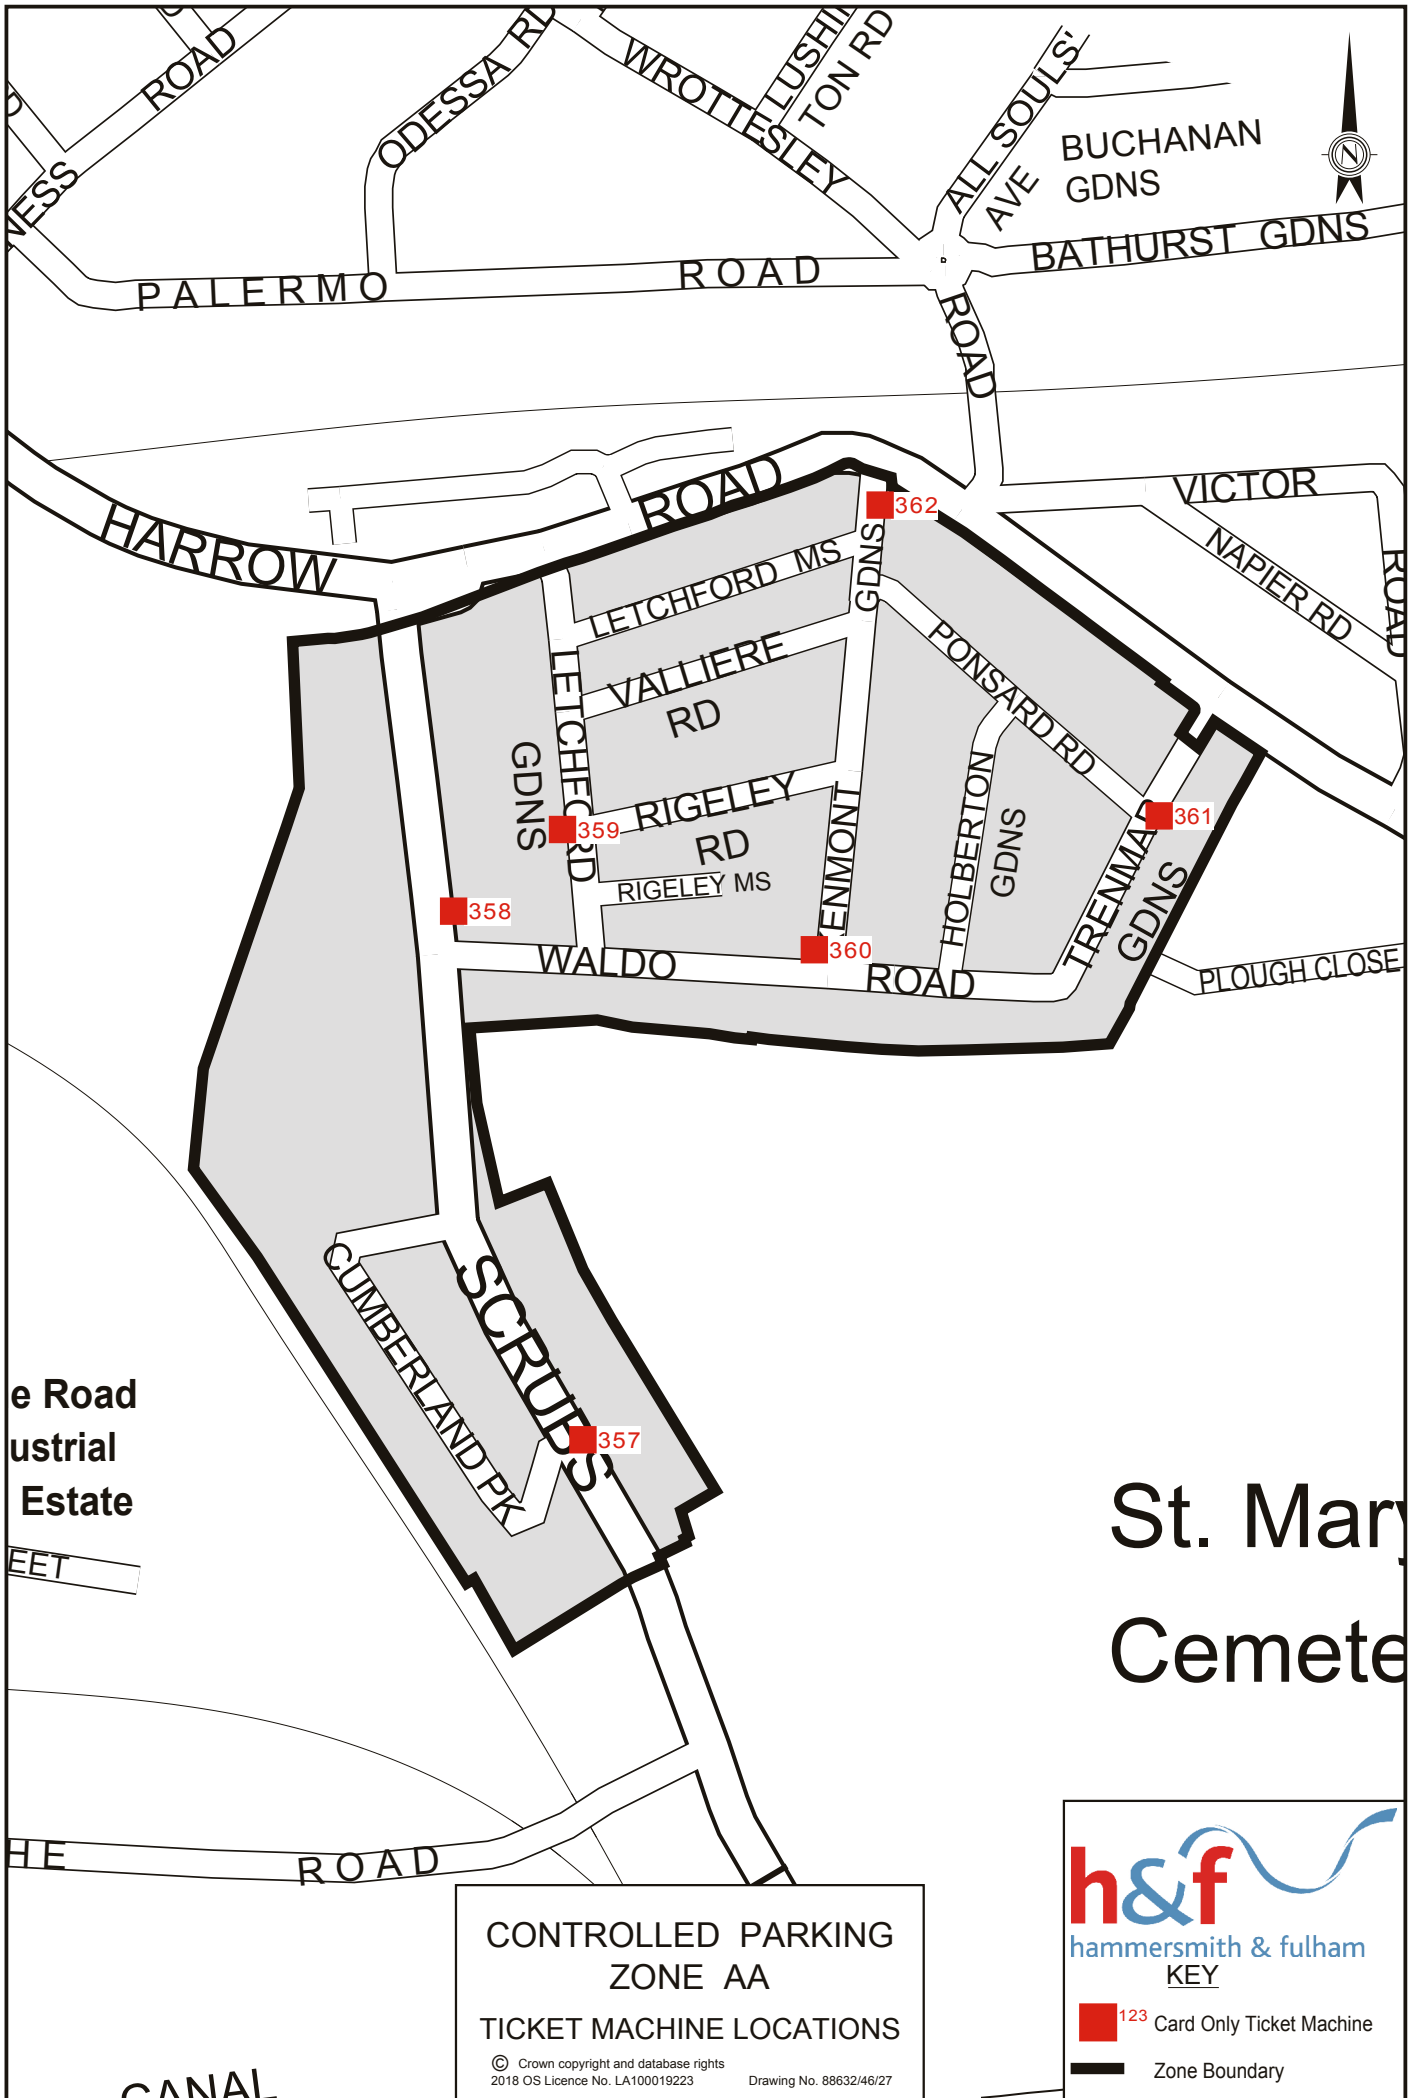 ROAD
NESS
ODESSA RD
WROTTESLEY
TON RD
ALL SOULS'
AVE
BUCHANAN
GDNS
N
BATHURST GDNS
PALERMO ROAD
ROAD
HARROW ROAD
VICTOR
ROAD
NAPIER RD
362
GDNS
LETCHFORD MS
VALLIERE
RD
PONSARD RD
LETCHFORD
GDNS
359
RIGELEY
RD
RIGELEY MS
HOLBERTON
GDNS
361
TRENMAR
GDNS
358
360
WALDO ROAD
PLOUGH CLOSE
CUMBERLAND PK
SCRUBS
357
e Road
ustrial
Estate
EET
St. Mary
Cemete
HE ROAD
CANAL
CONTROLLED PARKING
ZONE AA
TICKET MACHINE LOCATIONS
© Crown copyright and database rights
2018 OS Licence No. LA100019223 Drawing No. 88632/46/27
h&f
hammersmith & fulham
KEY
123 Card Only Ticket Machine
Zone Boundary